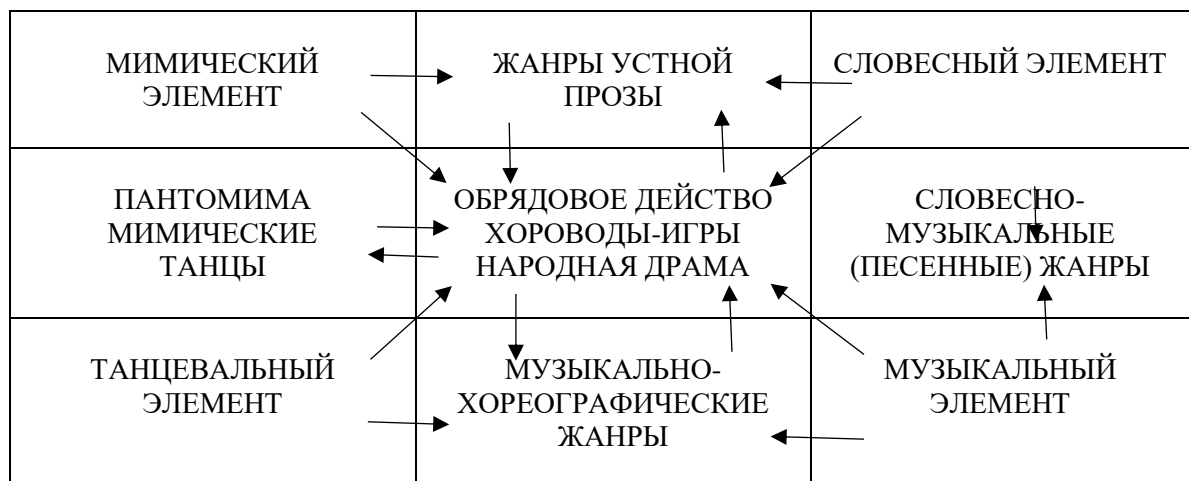 МИМИЧЕСКИЙ
ЭЛЕМЕНТ
ЖАНРЫ УСТНОЙ
ПРОЗЫ
СЛОВЕСНЫЙ ЭЛЕМЕНТ
ПАНТОМИМА
МИМИЧЕСКИЕ
ТАНЦЫ
ОБРЯДОВОЕ ДЕЙСТВО
ХОРОВОДЫ-ИГРЫ
НАРОДНАЯ ДРАМА
СЛОВЕСНО-
МУЗЫКАЛЬНЫЕ
(ПЕСЕННЫЕ) ЖАНРЫ
ТАНЦЕВАЛЬНЫЙ
ЭЛЕМЕНТ
МУЗЫКАЛЬНО-
ХОРЕОГРАФИЧЕСКИЕ
ЖАНРЫ
МУЗЫКАЛЬНЫЙ
ЭЛЕМЕНТ